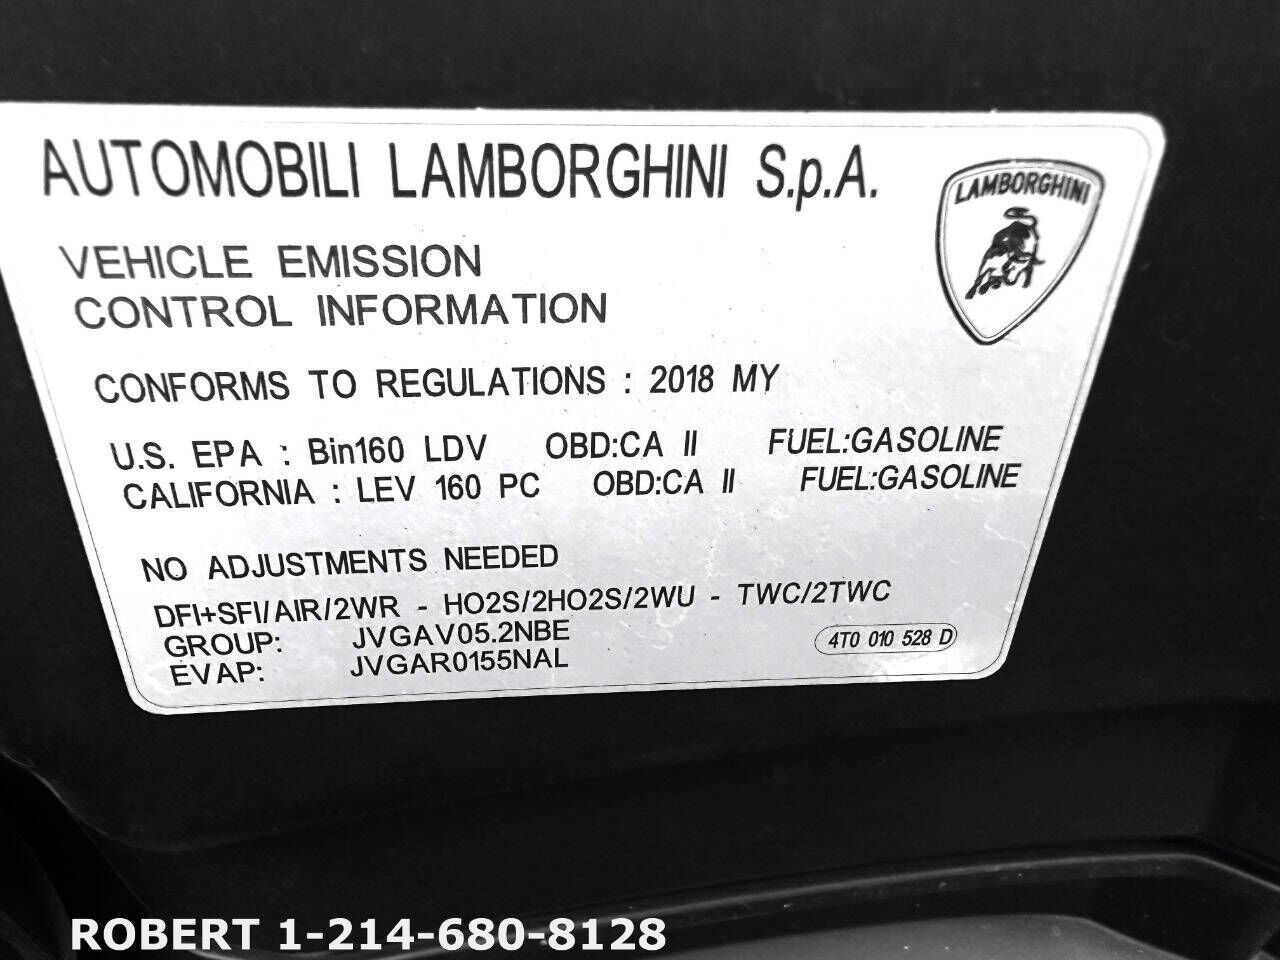 AUTOMOBILI LAMBORGHINI S.p.A.
LAMBORGHINI
VEHICLE EMISSION
CONTROL INFORMATION
CONFORMS TO REGULATIONS : 2018 MY
U.S. EPA : Bin160 LDV OBD:CA II FUEL:GASOLINE
CALIFORNIA : LEV 160 PC OBD:CA II FUEL:GASOLINE
NO ADJUSTMENTS NEEDED
DFI+SFI/AIR/2WR - HO2S/2HO2S/2WU - TWC/2TWC
GROUP: JVGAV05.2NBE
EVAP: JVGAR0155NAL
4T0 010 528 D
ROBERT 1-214-680-8128